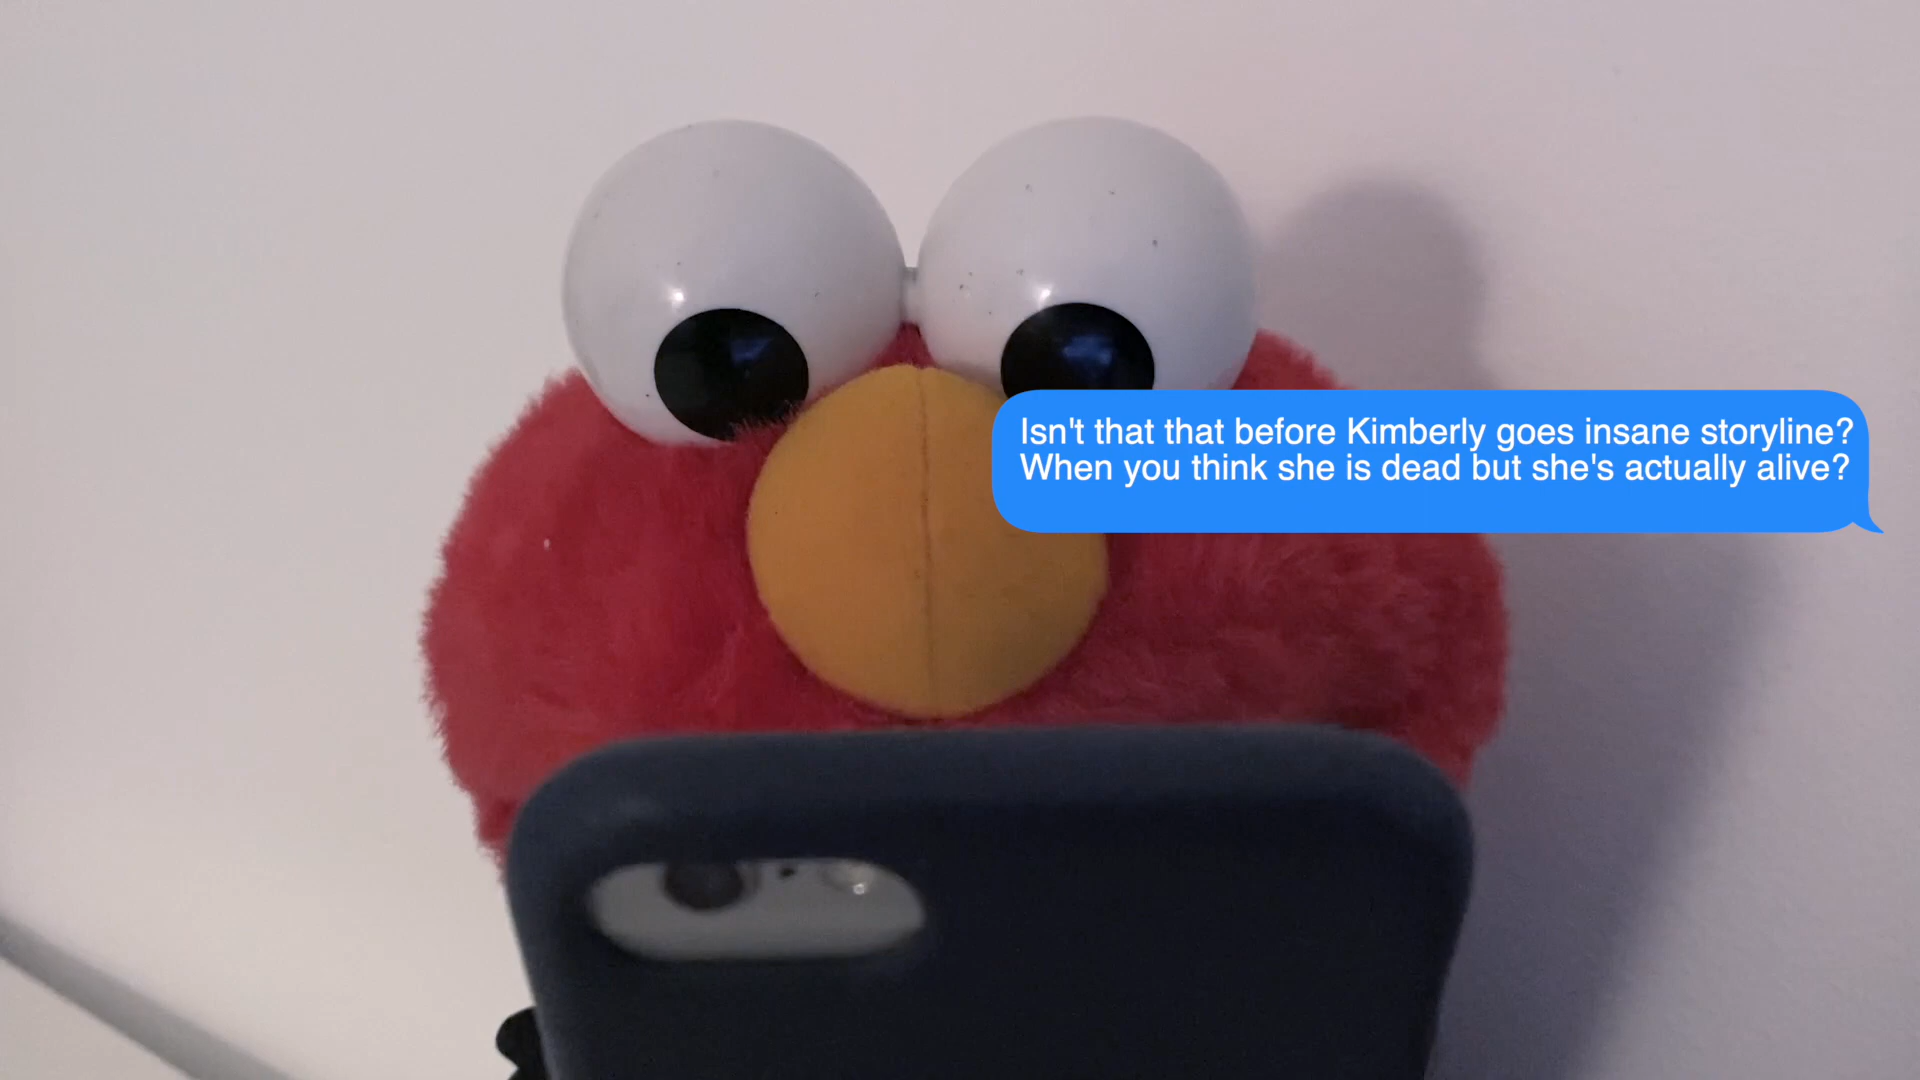 Isn't that that before Kimberly goes insane storyline?
When you think she is dead but she's actually alive?